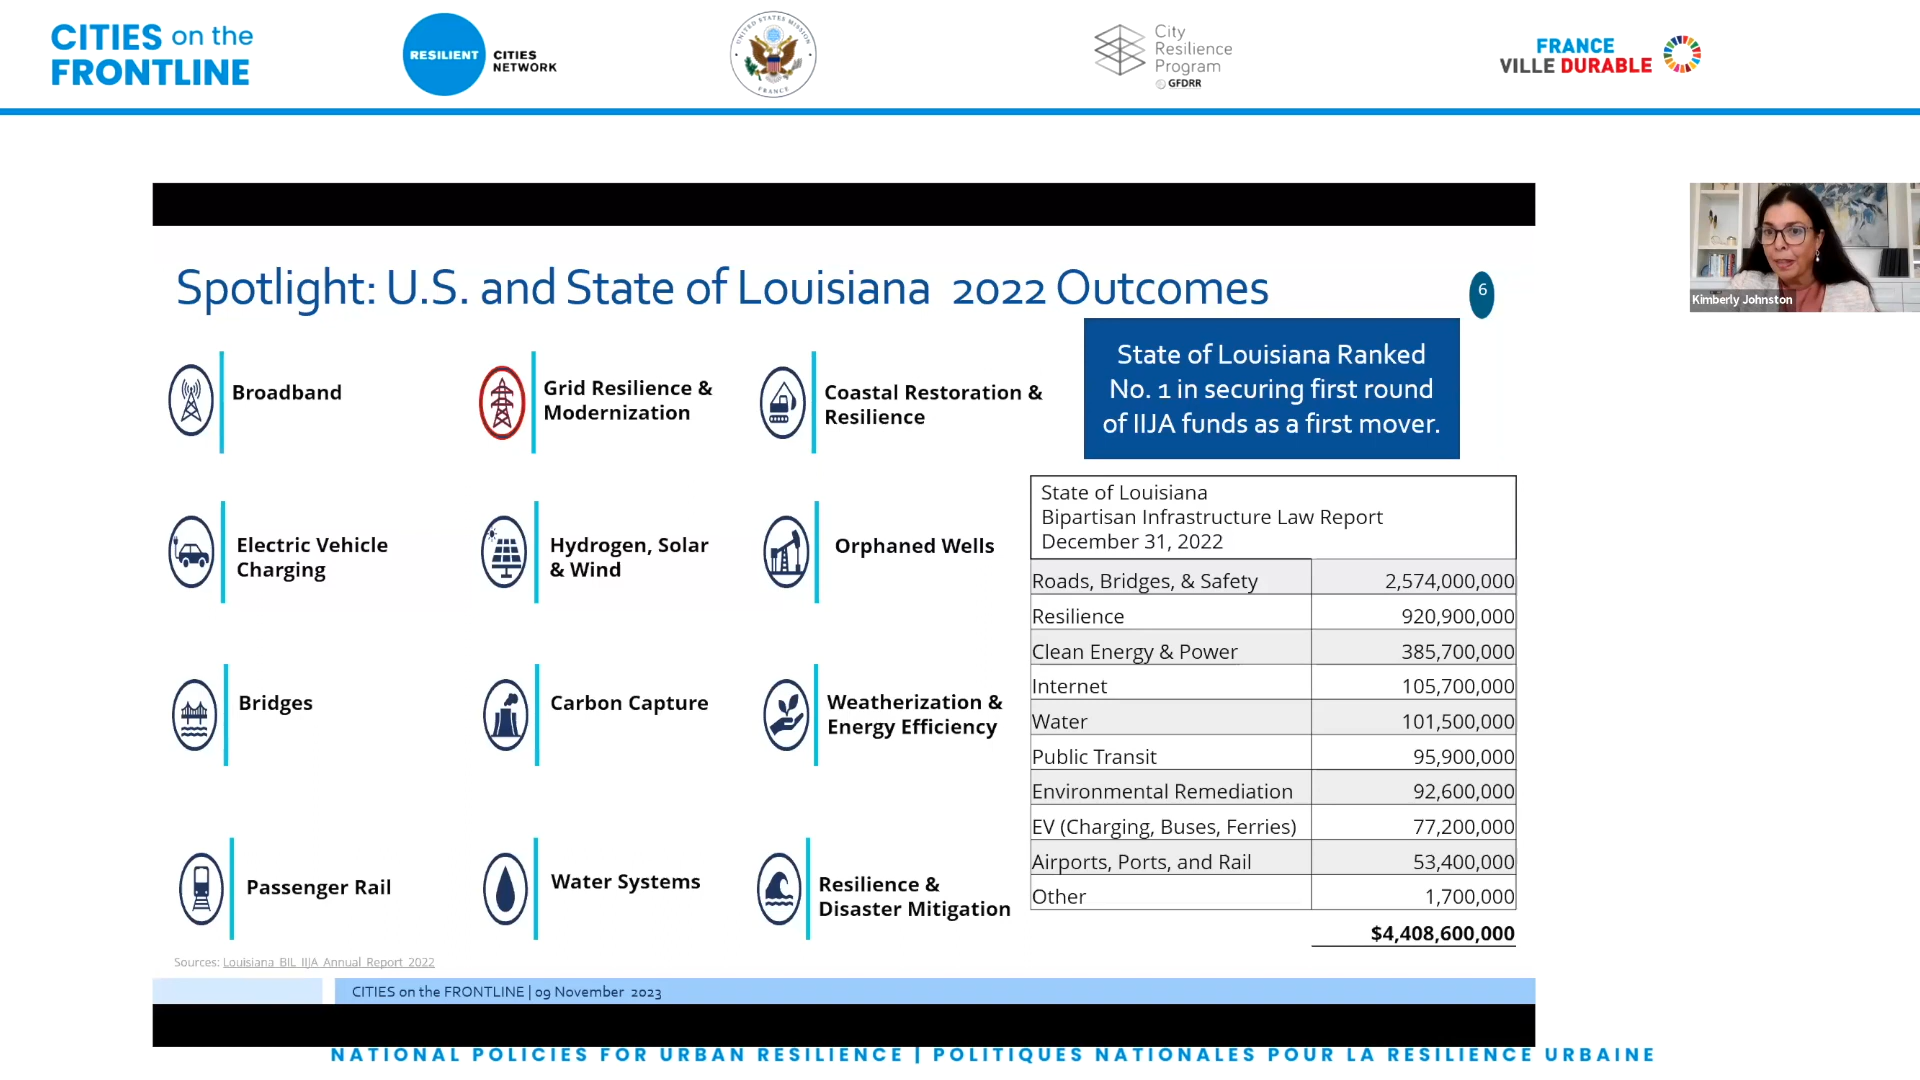 CITIES on the
FRONTLINE
RESILIENT
CITIES
NETWORK
UNITED STATES MISSION
FRANCE
City
Resilience
Program
GFDRR
FRANCE
VILLE DURABLE
Kimberly Johnston
Spotlight: U.S. and State of Louisiana 2022 Outcomes
6
State of Louisiana Ranked
No. 1 in securing first round
of IIJA funds as a first mover.
Broadband
Grid Resilience &
Modernization
Coastal Restoration &
Resilience
Electric Vehicle
Charging
Hydrogen, Solar
& Wind
Orphaned Wells
Bridges
Carbon Capture
Weatherization &
Energy Efficiency
Passenger Rail
Water Systems
Resilience &
Disaster Mitigation
State of Louisiana
Bipartisan Infrastructure Law Report
December 31, 2022
Roads, Bridges, & Safety 2,574,000,000
Resilience 920,900,000
Clean Energy & Power 385,700,000
Internet 105,700,000
Water 101,500,000
Public Transit 95,900,000
Environmental Remediation 92,600,000
EV (Charging, Buses, Ferries) 77,200,000
Airports, Ports, and Rail 53,400,000
Other 1,700,000
$4,408,600,000
Sources: Louisiana BIL IIJA Annual Report 2022
CITIES on the FRONTLINE | 09 November 2023
NATIONAL POLICIES FOR URBAN RESILIENCE | POLITIQUES NATIONALES POUR LA RESILIENCE URBAINE